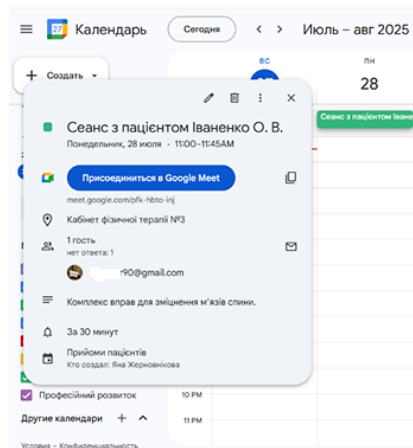 27 Календарь
Сегодня
Июль – авг 2025
+ Создать
ВС
ПН
28
Сеанс з пацієнтом Іване
Сеанс з пацієнтом Іваненко О. В.
Понедельник, 28 июля · 11:00–11:45AM
Присоединиться в Google Meet
meet.google.com/pfk-hbto-inj
Кабінет фізичної терапії №3
1 гость
нет ответа: 1
r90@gmail.com
Комплекс вправ для зміцнення м’язів спини.
За 30 минут
Прийоми пацієнтів
Кто создал: Яна Жерновнікова
Професійний розвиток
10 PM
Другие календари +
11 PM
Условия – Конфиденциальность